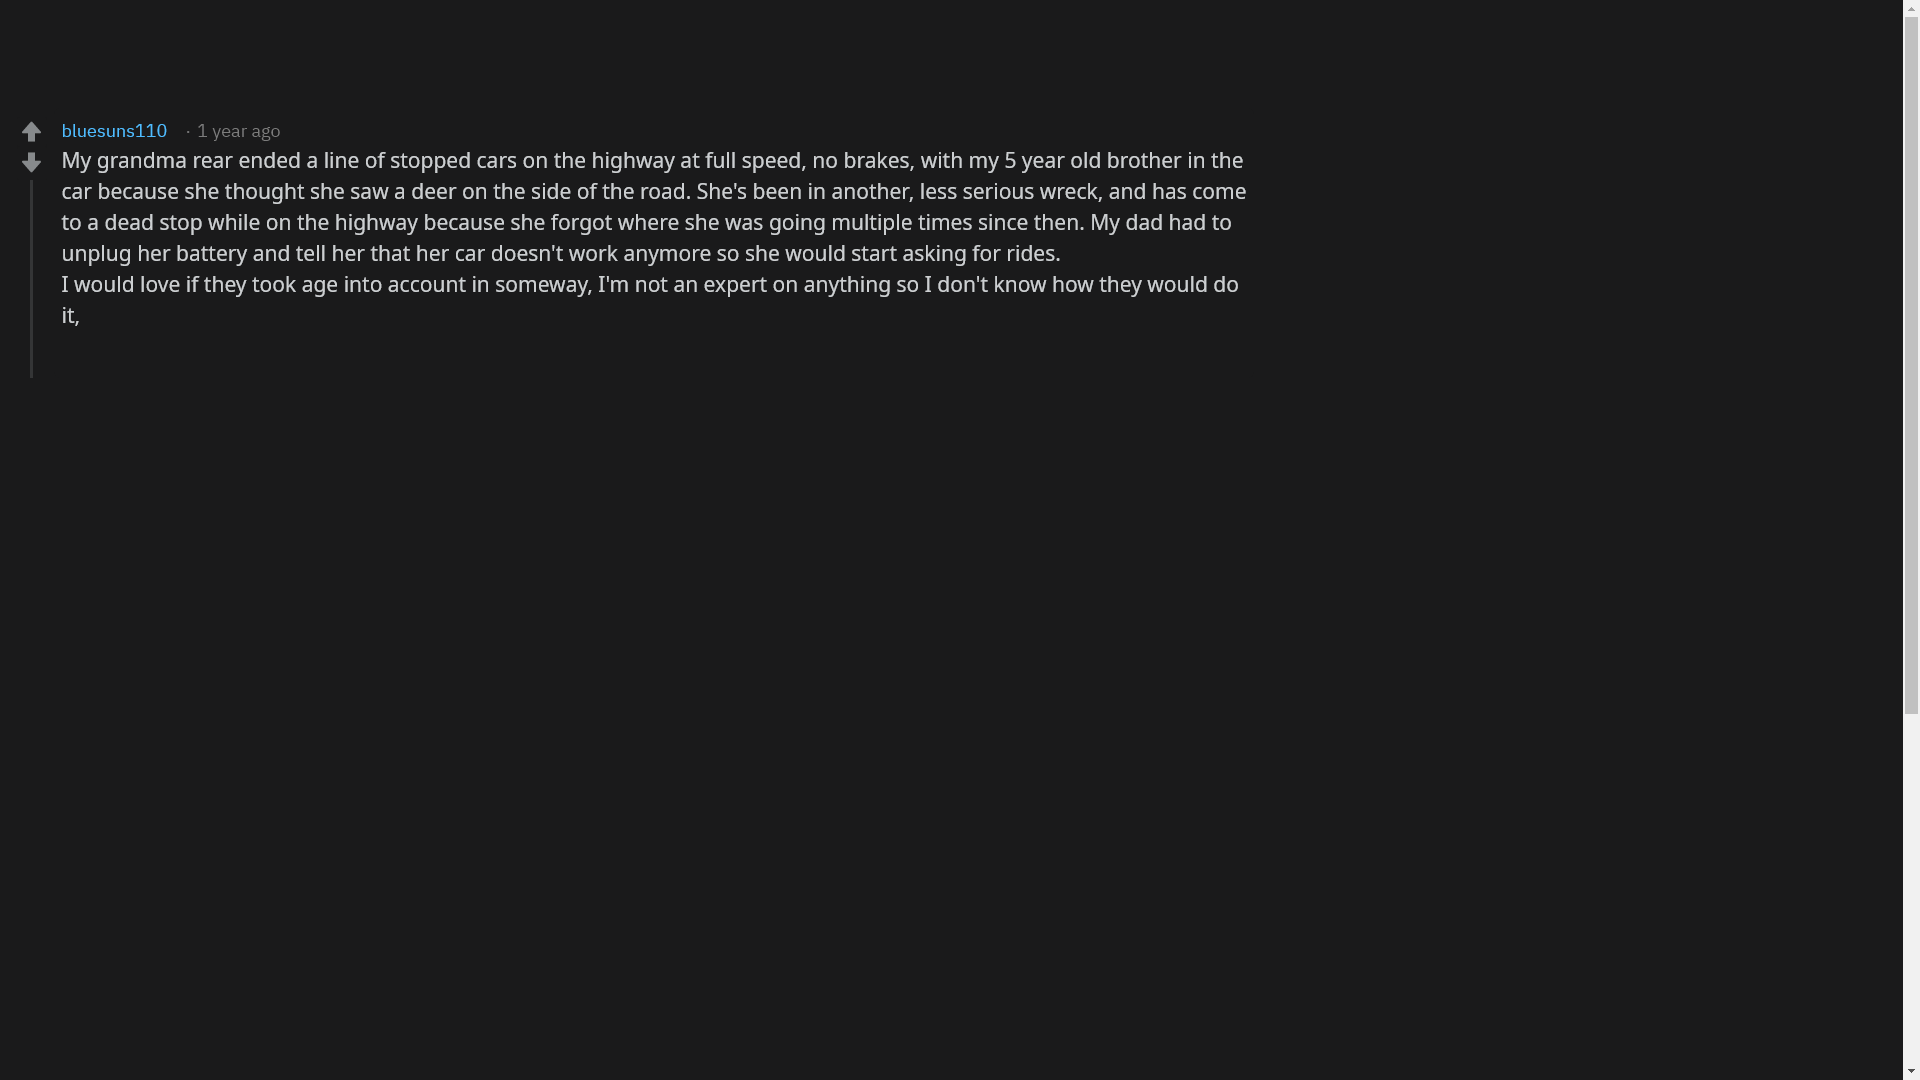 bluesuns110 · 1 year ago
My grandma rear ended a line of stopped cars on the highway at full speed, no brakes, with my 5 year old brother in the
car because she thought she saw a deer on the side of the road. She's been in another, less serious wreck, and has come
to a dead stop while on the highway because she forgot where she was going multiple times since then. My dad had to
unplug her battery and tell her that her car doesn't work anymore so she would start asking for rides.
I would love if they took age into account in someway, I'm not an expert on anything so I don't know how they would do
it,